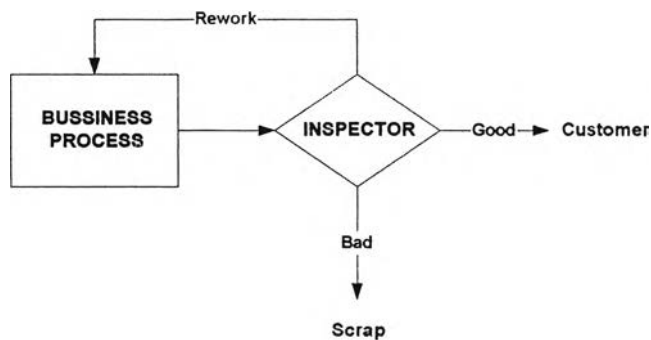 Rework
BUSSINESS
PROCESS
INSPECTOR
Good
Customer
Bad
Scrap